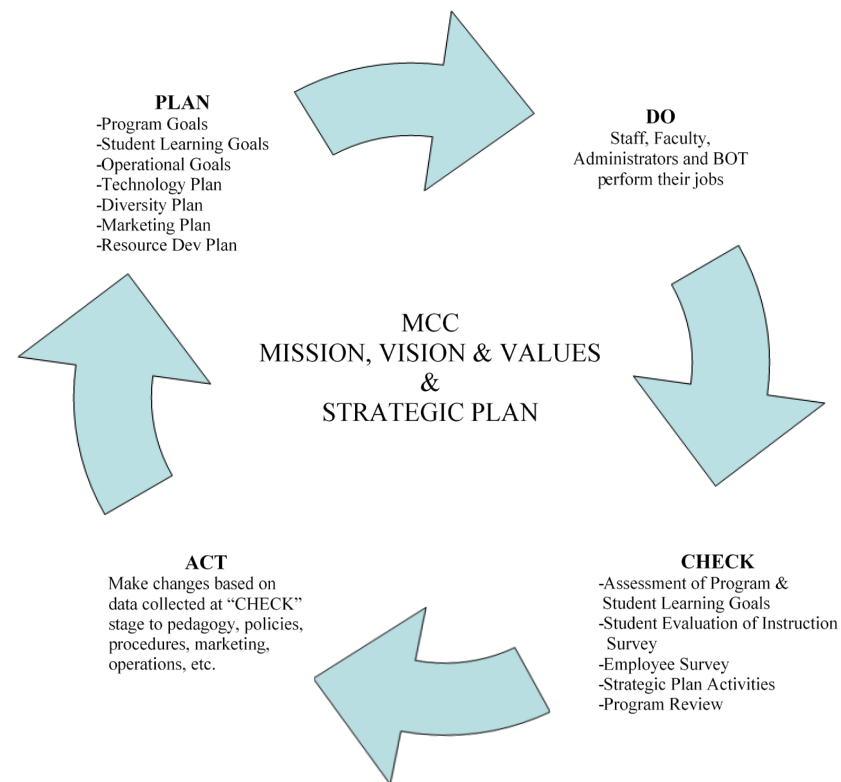 PLAN
-Program Goals
-Student Learning Goals
-Operational Goals
-Technology Plan
-Diversity Plan
-Marketing Plan
-Resource Dev Plan
DO
Staff, Faculty,
Administrators and BOT
perform their jobs
MCC
MISSION, VISION & VALUES
&
STRATEGIC PLAN
CHECK
-Assessment of Program &
Student Learning Goals
-Student Evaluation of Instruction
Survey
-Employee Survey
-Strategic Plan Activities
-Program Review
ACT
Make changes based on
data collected at “CHECK”
stage to pedagogy, policies,
procedures, marketing,
operations, etc.